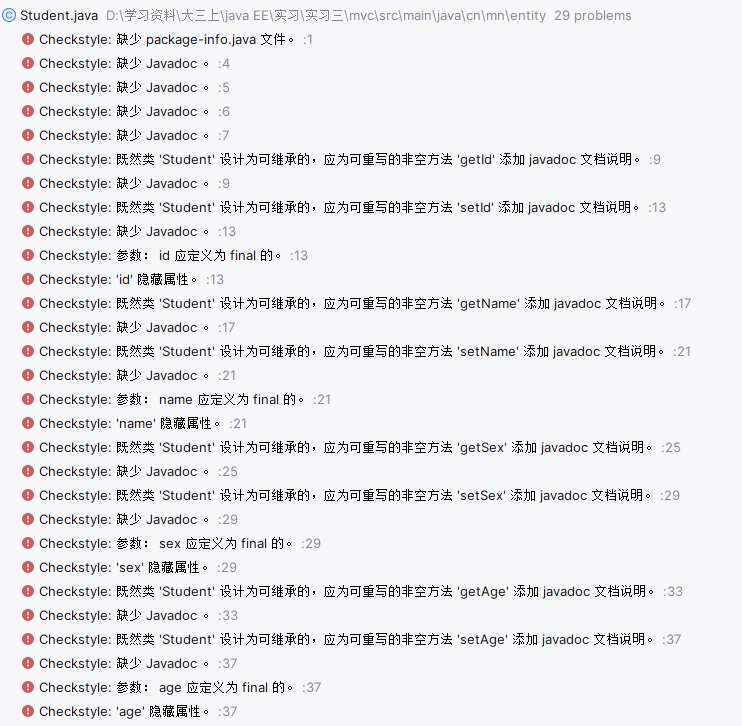 Student.java D:\学习资料\大三上\java EE\实习\实习三\mvc\src\main\java\cn\mn\entity 29 problems
Checkstyle: 缺少 package-info.java 文件。 :1
Checkstyle: 缺少 Javadoc 。 :4
Checkstyle: 缺少 Javadoc 。 :5
Checkstyle: 缺少 Javadoc 。 :6
Checkstyle: 缺少 Javadoc 。 :7
Checkstyle: 既然类 'Student' 设计为可继承的，应为可重写的非空方法 'getId' 添加 javadoc 文档说明。 :9
Checkstyle: 缺少 Javadoc 。 :9
Checkstyle: 既然类 'Student' 设计为可继承的，应为可重写的非空方法 'setId' 添加 javadoc 文档说明。 :13
Checkstyle: 缺少 Javadoc 。 :13
Checkstyle: 参数： id 应定义为 final 的。 :13
Checkstyle: 'id' 隐藏属性。 :13
Checkstyle: 既然类 'Student' 设计为可继承的，应为可重写的非空方法 'getName' 添加 javadoc 文档说明。 :17
Checkstyle: 缺少 Javadoc 。 :17
Checkstyle: 既然类 'Student' 设计为可继承的，应为可重写的非空方法 'setName' 添加 javadoc 文档说明。 :21
Checkstyle: 缺少 Javadoc 。 :21
Checkstyle: 参数： name 应定义为 final 的。 :21
Checkstyle: 'name' 隐藏属性。 :21
Checkstyle: 既然类 'Student' 设计为可继承的，应为可重写的非空方法 'getSex' 添加 javadoc 文档说明。 :25
Checkstyle: 缺少 Javadoc 。 :25
Checkstyle: 既然类 'Student' 设计为可继承的，应为可重写的非空方法 'setSex' 添加 javadoc 文档说明。 :29
Checkstyle: 缺少 Javadoc 。 :29
Checkstyle: 参数： sex 应定义为 final 的。 :29
Checkstyle: 'sex' 隐藏属性。 :29
Checkstyle: 既然类 'Student' 设计为可继承的，应为可重写的非空方法 'getAge' 添加 javadoc 文档说明。 :33
Checkstyle: 缺少 Javadoc 。 :33
Checkstyle: 既然类 'Student' 设计为可继承的，应为可重写的非空方法 'setAge' 添加 javadoc 文档说明。 :37
Checkstyle: 缺少 Javadoc 。 :37
Checkstyle: 参数： age 应定义为 final 的。 :37
Checkstyle: 'age' 隐藏属性。 :37